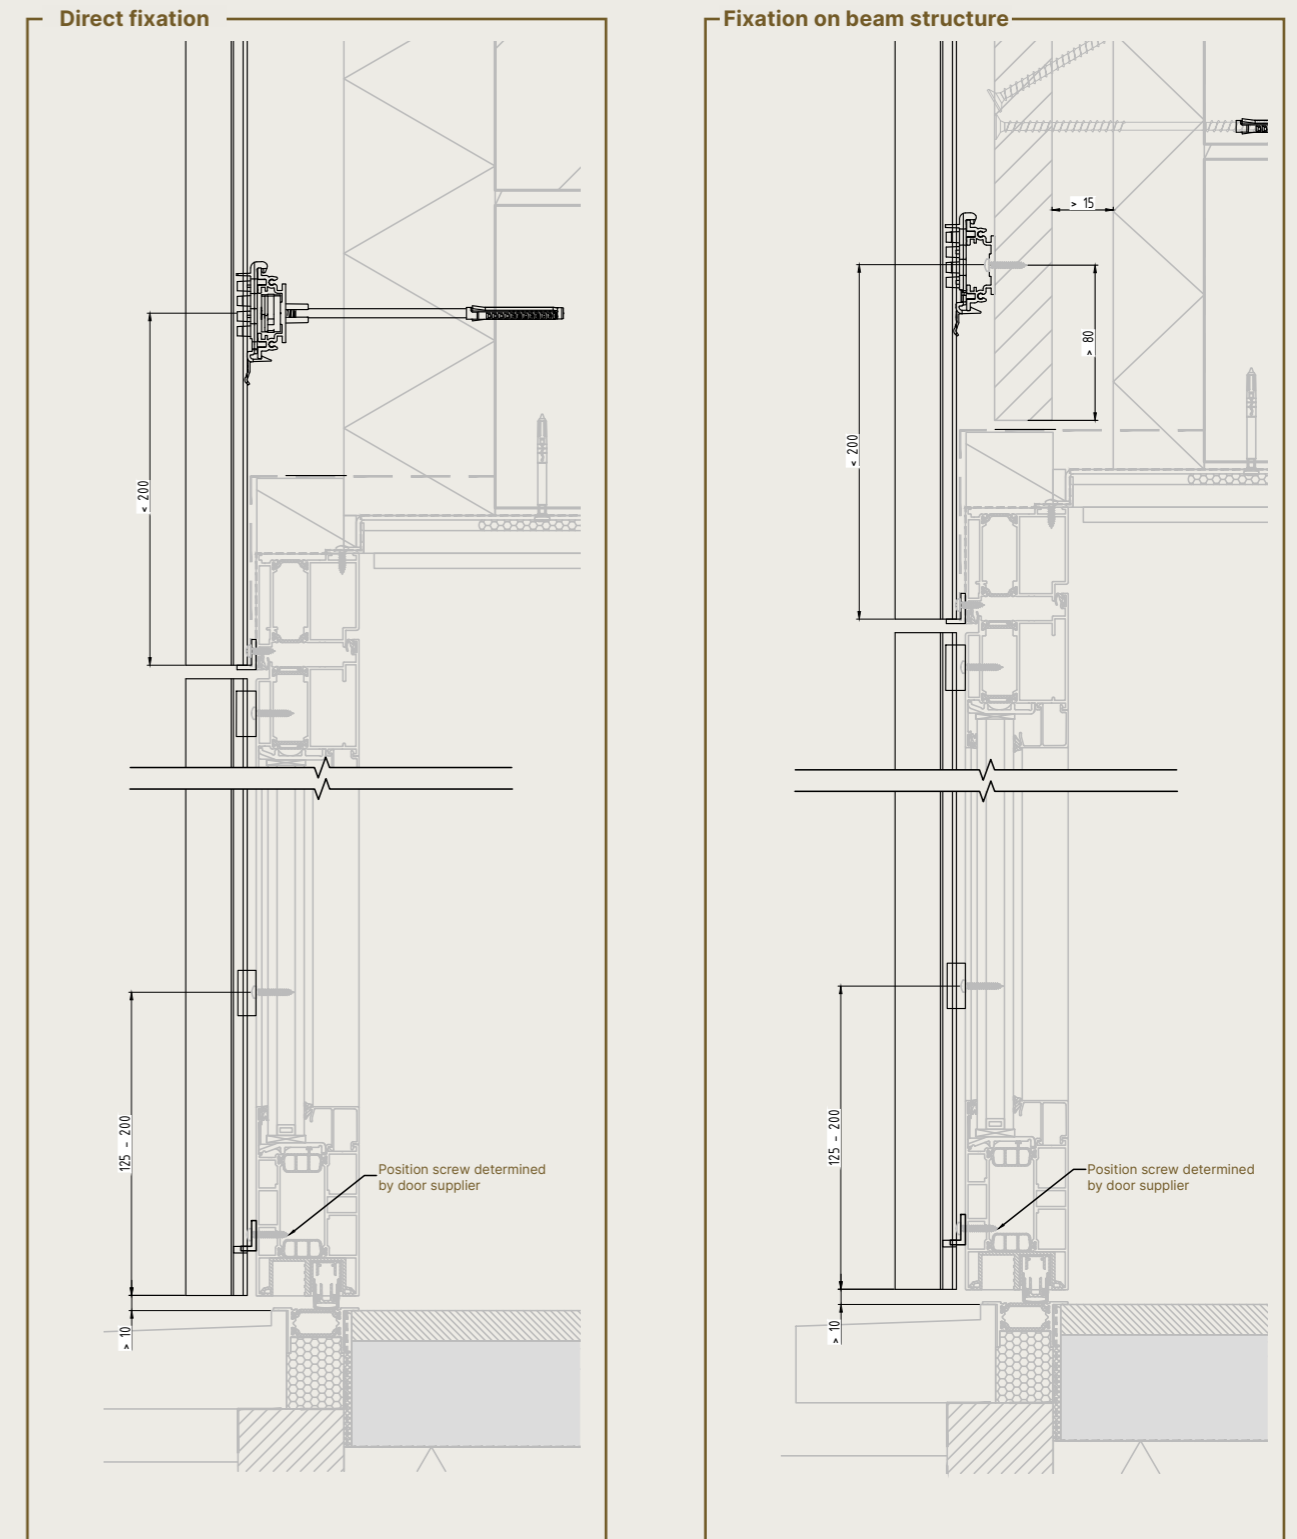 Direct fixation
< 200
125 - 200
Position screw determined
by door supplier
> 10
Fixation on beam structure
> 15
> 80
< 200
125 - 200
Position screw determined
by door supplier
> 10